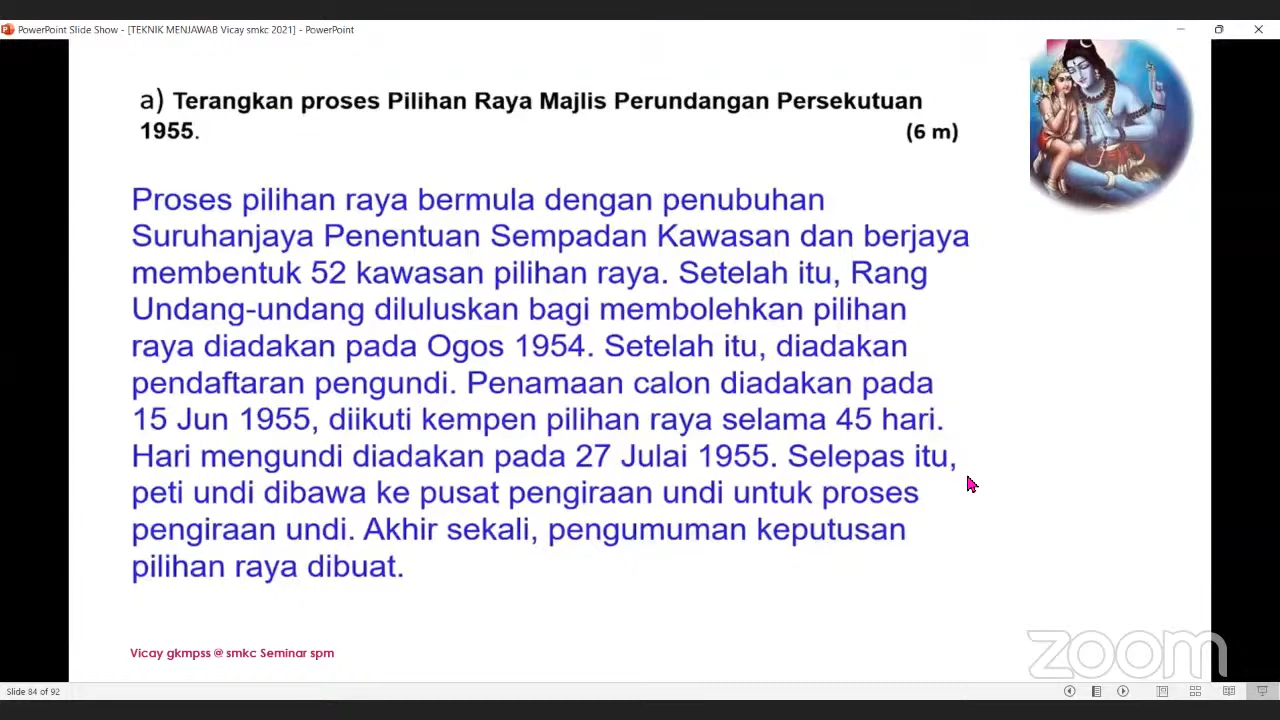 PowerPoint Slide Show - [TEKNIK MENJAWAB Vicay smkc 2021] - PowerPoint
a) Terangkan proses Pilihan Raya Majlis Perundangan Persekutuan
1955. (6 m)
Proses pilihan raya bermula dengan penubuhan
Suruhanjaya Penentuan Sempadan Kawasan dan berjaya
membentuk 52 kawasan pilihan raya. Setelah itu, Rang
Undang-undang diluluskan bagi membolehkan pilihan
raya diadakan pada Ogos 1954. Setelah itu, diadakan
pendaftaran pengundi. Penamaan calon diadakan pada
15 Jun 1955, diikuti kempen pilihan raya selama 45 hari.
Hari mengundi diadakan pada 27 Julai 1955. Selepas itu,
peti undi dibawa ke pusat pengiraan undi untuk proses
pengiraan undi. Akhir sekali, pengumuman keputusan
pilihan raya dibuat.
Vicay gkmpss @ smkc Seminar spm
zoom
Slide 84 of 92